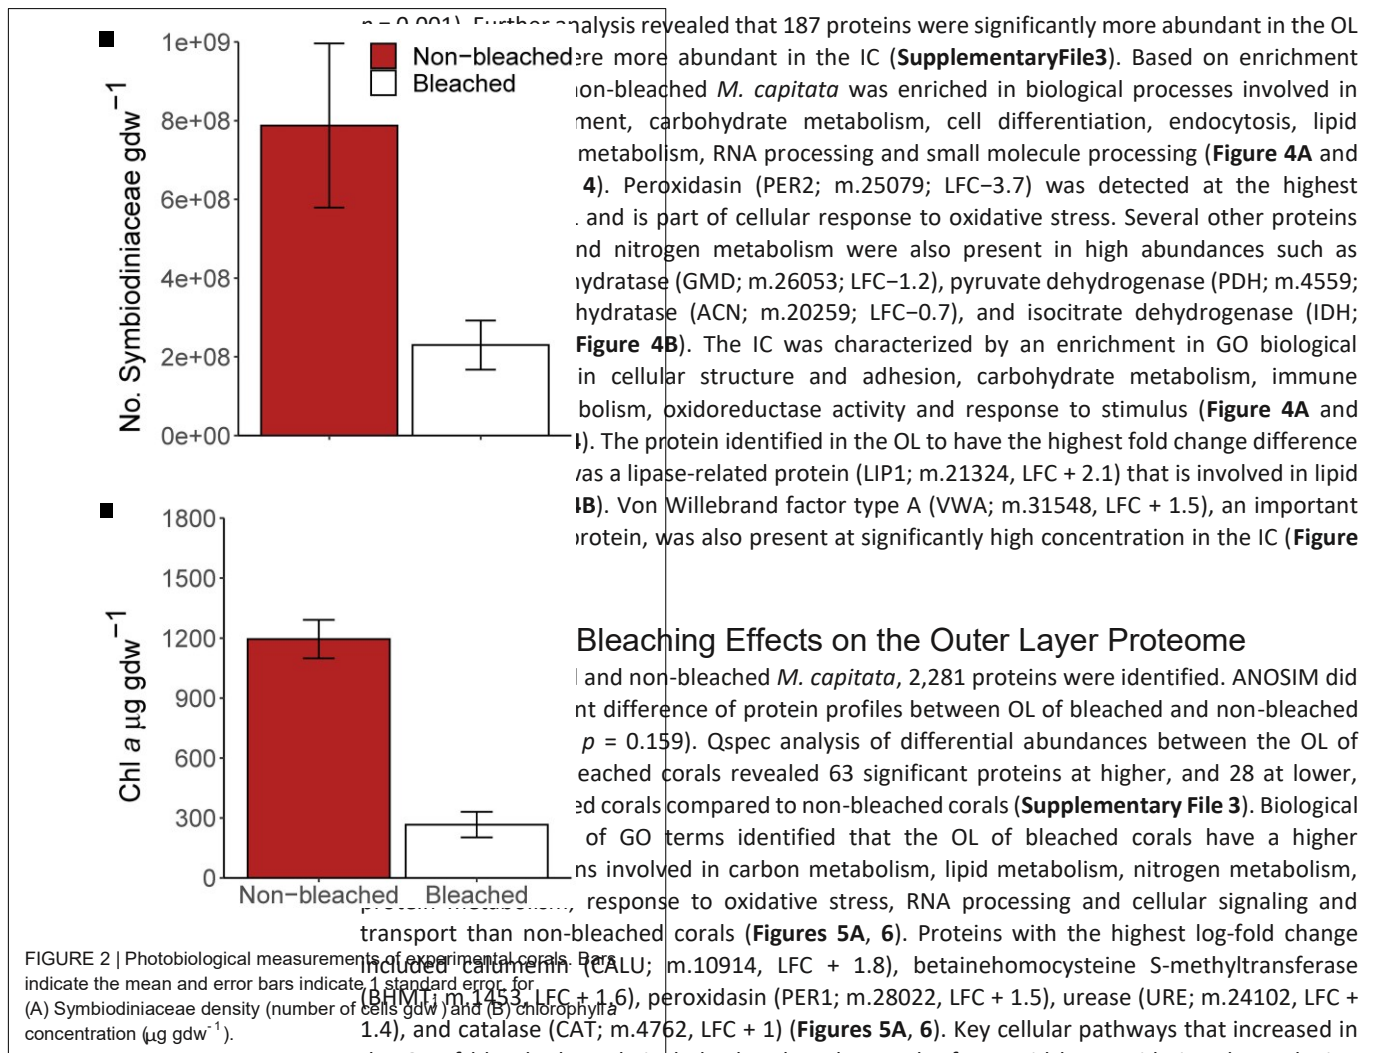 1e+09
8e+08
6e+08
4e+08
2e+08
0e+00
No. Symbiodiniaceae gdw−1
Non−bleached
Bleached
1800
1500
1200
900
600
300
0
Chl a µg gdw−1
Non−bleached Bleached
FIGURE 2 | Photobiological measurements of experimental corals. Bars
indicate the mean and error bars indicate 1 standard error, for
(A) Symbiodiniaceae density (number of cells gdw ) and (B) chlorophyll a
concentration (µg gdw-1).
analysis revealed that 187 proteins were significantly more abundant in the OL
more abundant in the IC (SupplementaryFile3). Based on enrichment
non-bleached M. capitata was enriched in biological processes involved in
carbohydrate metabolism, cell differentiation, endocytosis, lipid
metabolism, RNA processing and small molecule processing (Figure 4A and
4). Peroxidasin (PER2; m.25079; LFC−3.7) was detected at the highest
and is part of cellular response to oxidative stress. Several other proteins
nitrogen metabolism were also present in high abundances such as
(GMD; m.26053; LFC−1.2), pyruvate dehydrogenase (PDH; m.4559;
(ACN; m.20259; LFC−0.7), and isocitrate dehydrogenase (IDH;
Figure 4B). The IC was characterized by an enrichment in GO biological
in cellular structure and adhesion, carbohydrate metabolism, immune
oxidoreductase activity and response to stimulus (Figure 4A and
4). The protein identified in the OL to have the highest fold change difference
was a lipase-related protein (LIP1; m.21324, LFC + 2.1) that is involved in lipid
4B). Von Willebrand factor type A (VWA; m.31548, LFC + 1.5), an important
protein, was also present at significantly high concentration in the IC (Figure
Bleaching Effects on the Outer Layer Proteome
and non-bleached M. capitata, 2,281 proteins were identified. ANOSIM did
difference of protein profiles between OL of bleached and non-bleached
p = 0.159). Qspec analysis of differential abundances between the OL of
corals revealed 63 significant proteins at higher, and 28 at lower,
corals compared to non-bleached corals (Supplementary File 3). Biological
of GO terms identified that the OL of bleached corals have a higher
involved in carbon metabolism, lipid metabolism, nitrogen metabolism,
protein metabolism, response to oxidative stress, RNA processing and cellular signaling and
transport than non-bleached corals (Figures 5A, 6). Proteins with the highest log-fold change
included calumenin (CALU; m.10914, LFC + 1.8), betainehomocysteine S-methyltransferase
(BHMT; m.1453, LFC + 1.6), peroxidasin (PER1; m.28022, LFC + 1.5), urease (URE; m.24102, LFC +
1.4), and catalase (CAT; m.4762, LFC + 1) (Figures 5A, 6). Key cellular pathways that increased in